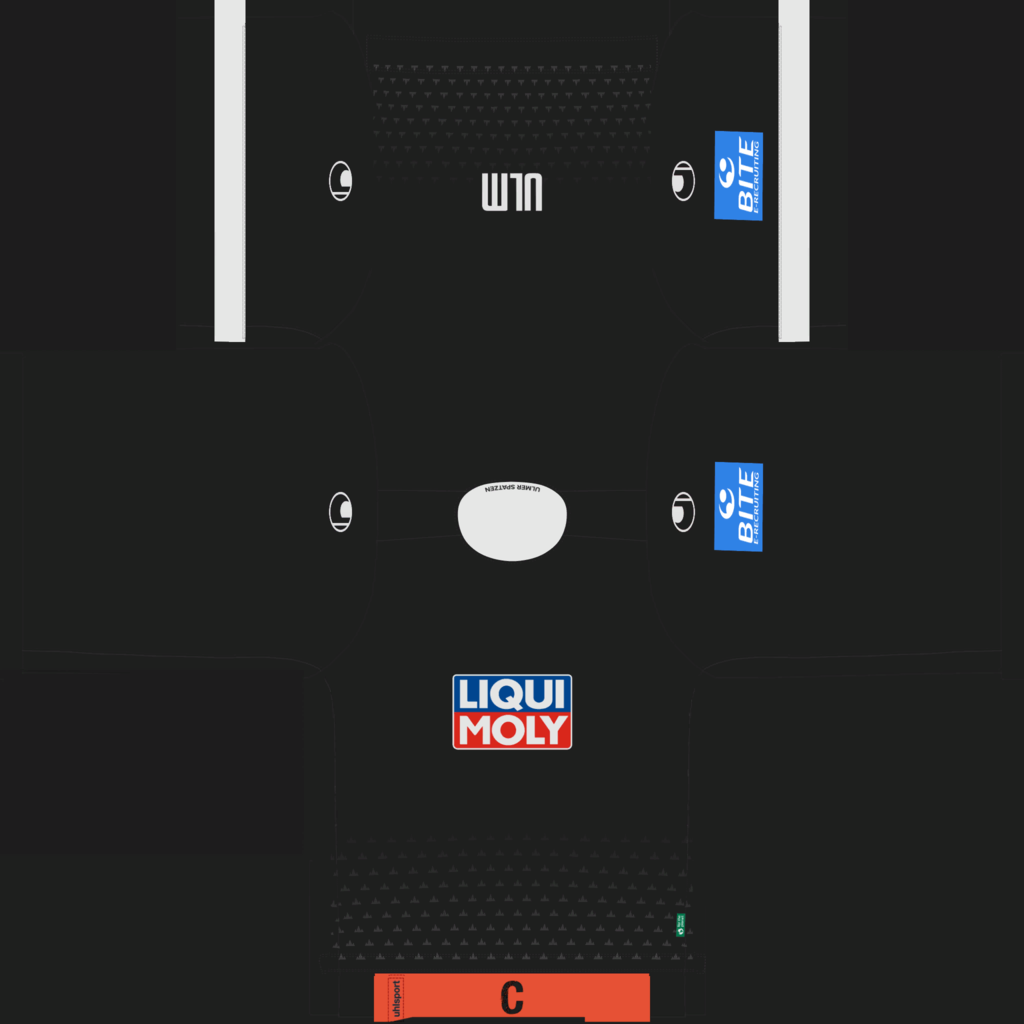 ULM
BITE
E-RECRUITING
ULMER SPATZEN
BITE
E-RECRUITING
LIQUI
MOLY
uhlsport
C